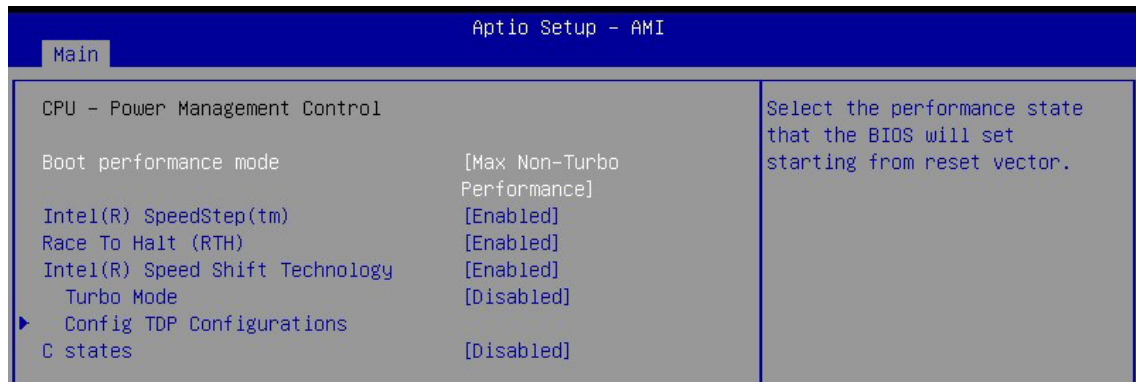 Aptio Setup – AMI
Main
CPU – Power Management Control
Boot performance mode [Max Non-Turbo
Performance]
Intel(R) SpeedStep(tm) [Enabled]
Race To Halt (RTH) [Enabled]
Intel(R) Speed Shift Technology [Enabled]
Turbo Mode [Disabled]
Config TDP Configurations
C states [Disabled]
Select the performance state
that the BIOS will set
starting from reset vector.